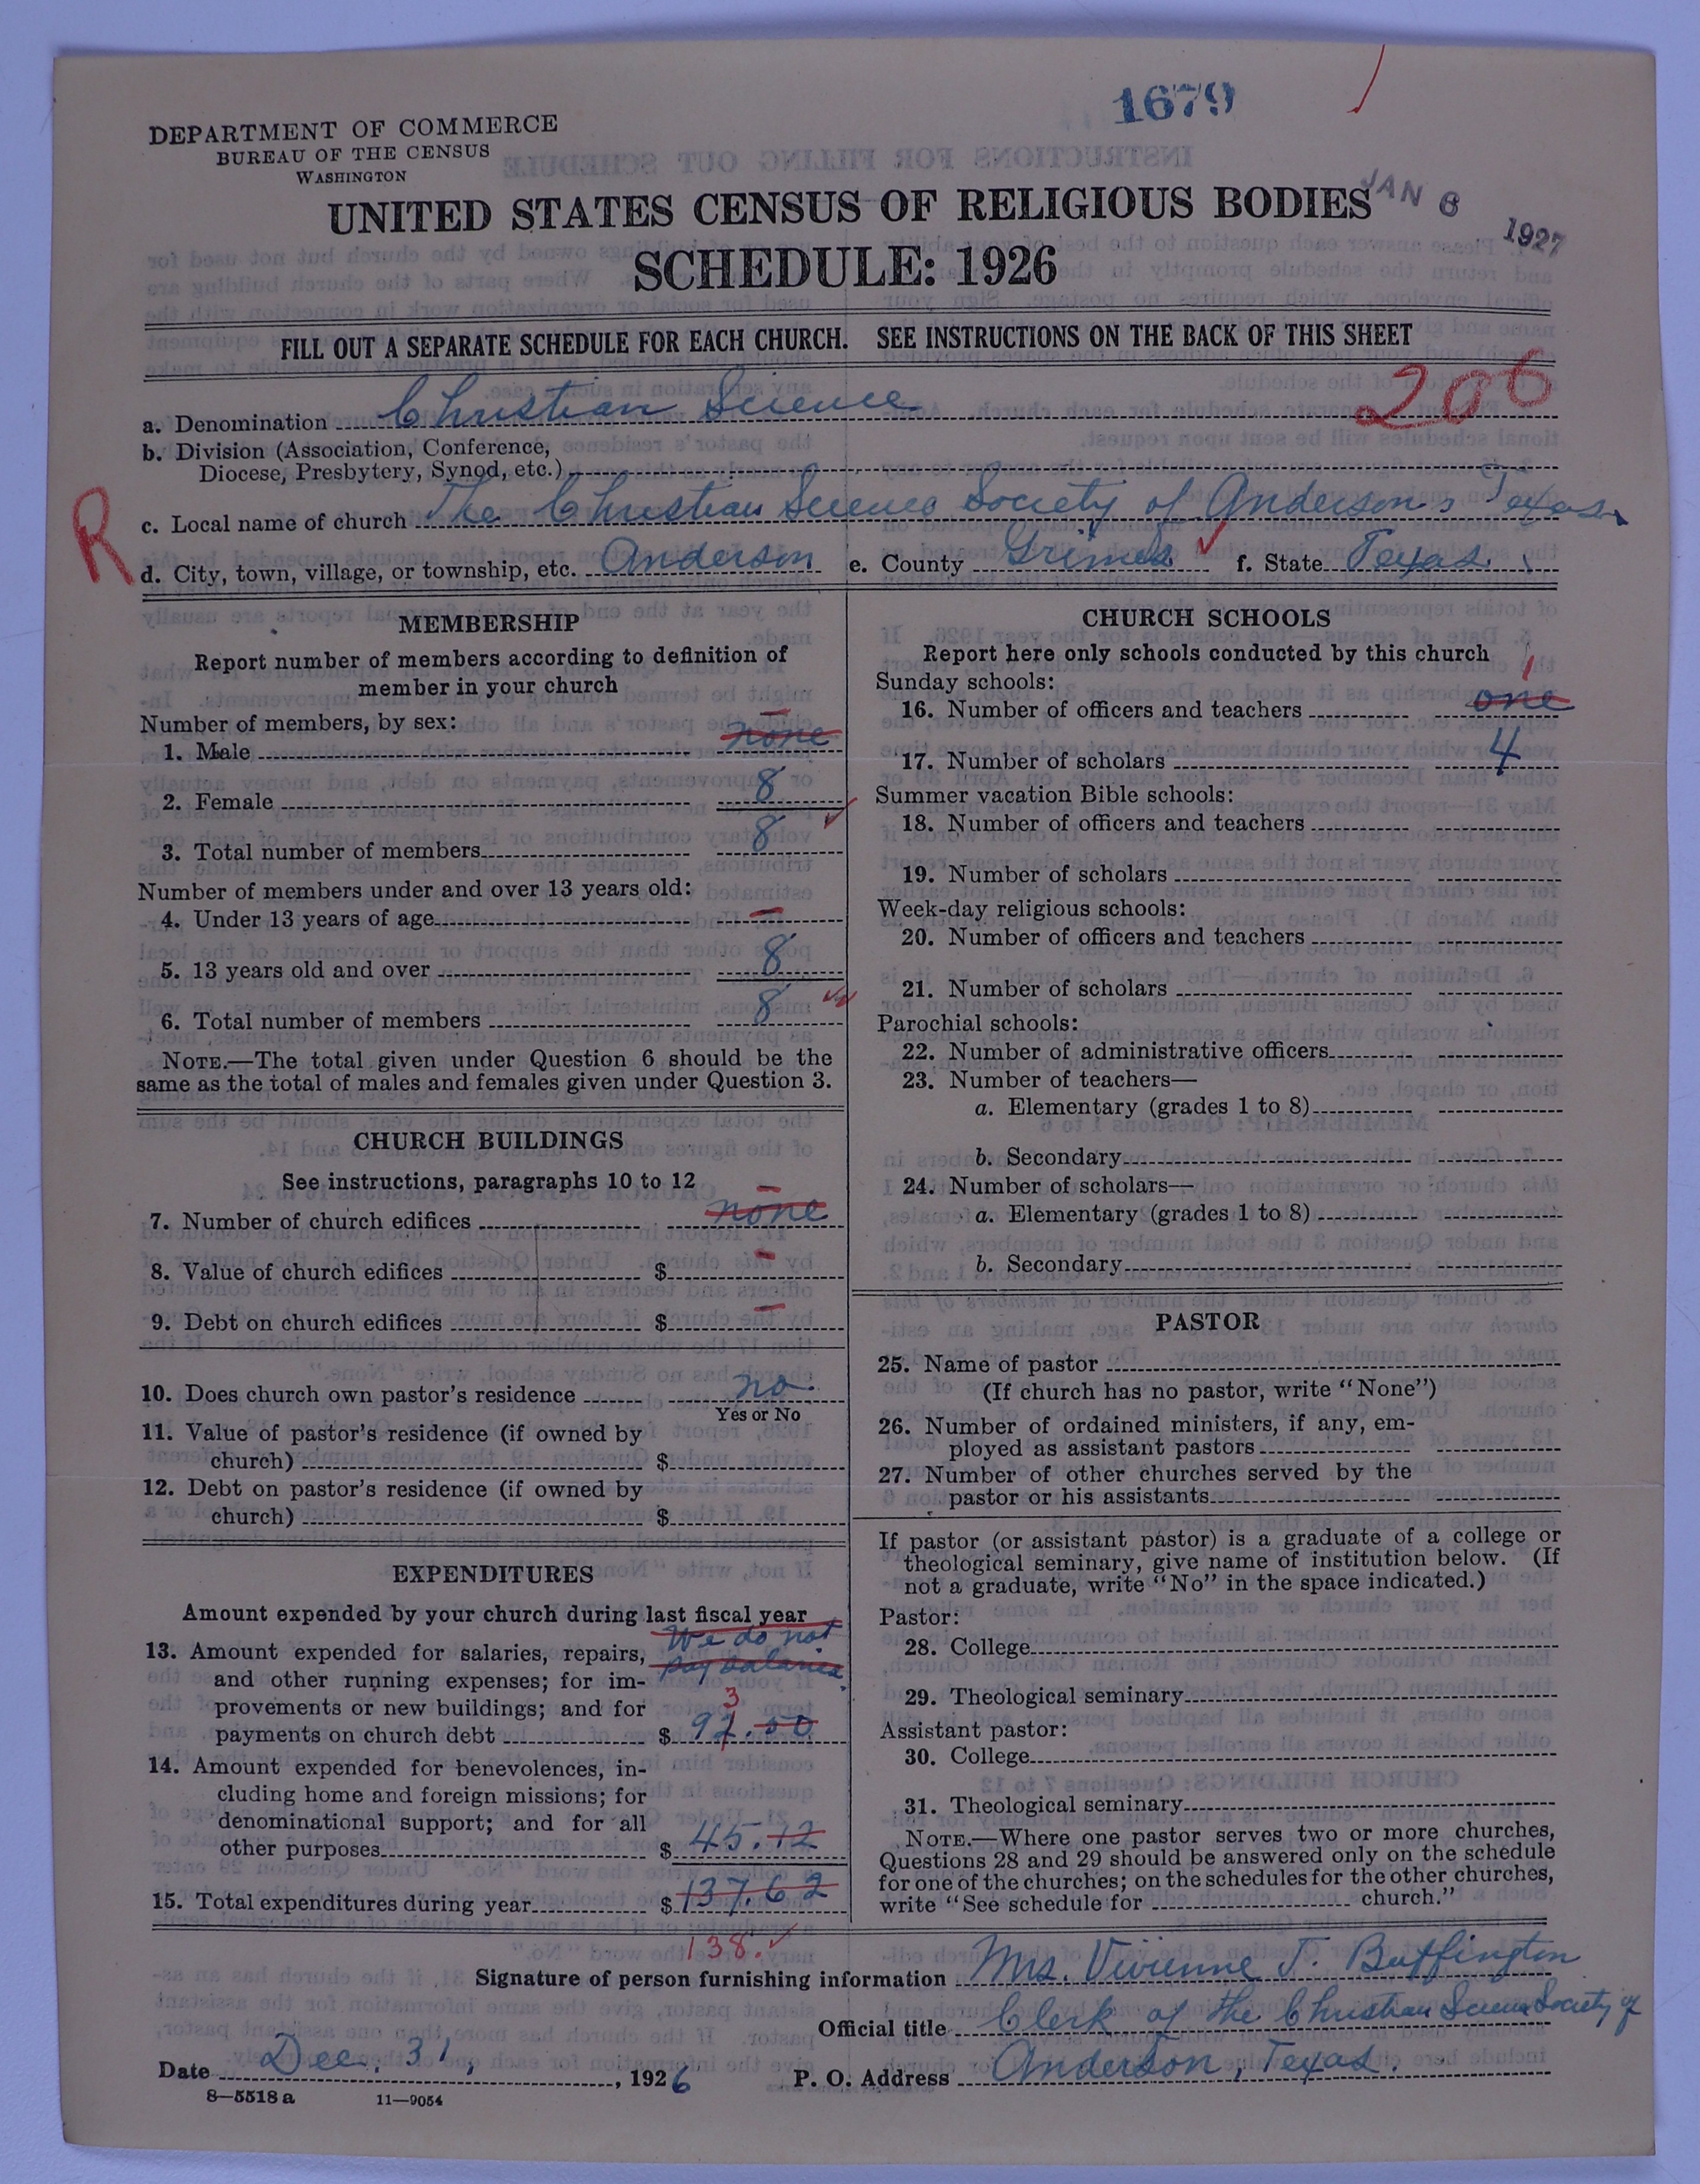 1679
DEPARTMENT OF COMMERCE
BUREAU OF THE CENSUS
WASHINGTON
JAN 6 1927
UNITED STATES CENSUS OF RELIGIOUS BODIES
SCHEDULE: 1926
FILL OUT A SEPARATE SCHEDULE FOR EACH CHURCH. SEE INSTRUCTIONS ON THE BACK OF THIS SHEET
206
a. Denomination Christian Science
b. Division (Association, Conference,
Diocese, Presbytery, Synod, etc.)
R
c. Local name of church The Christian Science Society of Anderson, Texas.
d. City, town, village, or township, etc. Anderson e. County Grimes f. State Texas
MEMBERSHIP
Report number of members according to definition of
member in your church
Number of members, by sex:
1. Male none –
2. Female 8
3. Total number of members 8
Number of members under and over 13 years old:
4. Under 13 years of age –
5. 13 years old and over 8
6. Total number of members 8
NOTE.—The total given under Question 6 should be the
same as the total of males and females given under Question 3.
CHURCH BUILDINGS
See instructions, paragraphs 10 to 12
7. Number of church edifices none –
8. Value of church edifices $ –
9. Debt on church edifices $ –
10. Does church own pastor's residence no.
Yes or No
11. Value of pastor's residence (if owned by
church) $
12. Debt on pastor's residence (if owned by
church) $
EXPENDITURES
Amount expended by your church during last fiscal year
We do not
13. Amount expended for salaries, repairs, pay salaries.
and other running expenses; for im-
provements or new buildings; and for 3
payments on church debt $ 92.50
14. Amount expended for benevolences, in-
cluding home and foreign missions; for
denominational support; and for all
other purposes $ 45.12
15. Total expenditures during year $ 137.62
138.
CHURCH SCHOOLS
Report here only schools conducted by this church
Sunday schools: 1
16. Number of officers and teachers one
17. Number of scholars 4
Summer vacation Bible schools:
18. Number of officers and teachers
19. Number of scholars
Week-day religious schools:
20. Number of officers and teachers
21. Number of scholars
Parochial schools:
22. Number of administrative officers
23. Number of teachers—
a. Elementary (grades 1 to 8)
b. Secondary
24. Number of scholars—
a. Elementary (grades 1 to 8)
b. Secondary
PASTOR
25. Name of pastor
(If church has no pastor, write "None")
26. Number of ordained ministers, if any, em-
ployed as assistant pastors
27. Number of other churches served by the
pastor or his assistants
If pastor (or assistant pastor) is a graduate of a college or
theological seminary, give name of institution below. (If
not a graduate, write "No" in the space indicated.)
Pastor:
28. College
29. Theological seminary
Assistant pastor:
30. College
31. Theological seminary
NOTE.—Where one pastor serves two or more churches,
Questions 28 and 29 should be answered only on the schedule
for one of the churches; on the schedules for the other churches,
write "See schedule for church."
Signature of person furnishing information Mrs. Vivienne T. Buffington
Official title Clerk of the Christian Science Society of
Date Dec. 31, , 1926 P. O. Address Anderson, Texas.
8—5518 a 11—9054